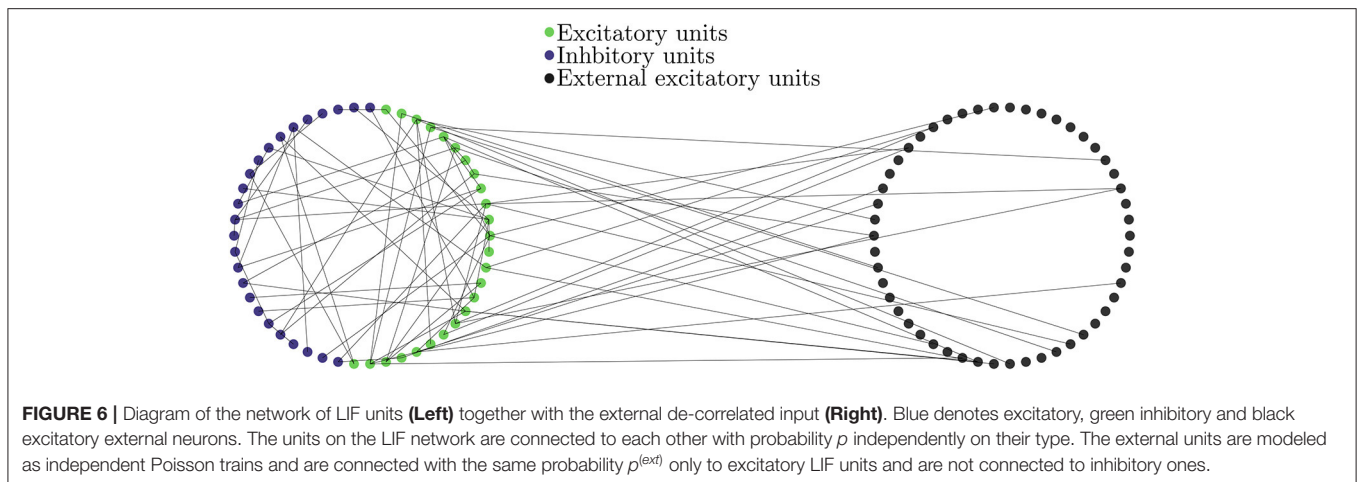 Excitatory units
Inhbitory units
External excitatory units
FIGURE 6 | Diagram of the network of LIF units (Left) together with the external de-correlated input (Right). Blue denotes excitatory, green inhibitory and black
excitatory external neurons. The units on the LIF network are connected to each other with probability p independently on their type. The external units are modeled
as independent Poisson trains and are connected with the same probability p(ext) only to excitatory LIF units and are not connected to inhibitory ones.